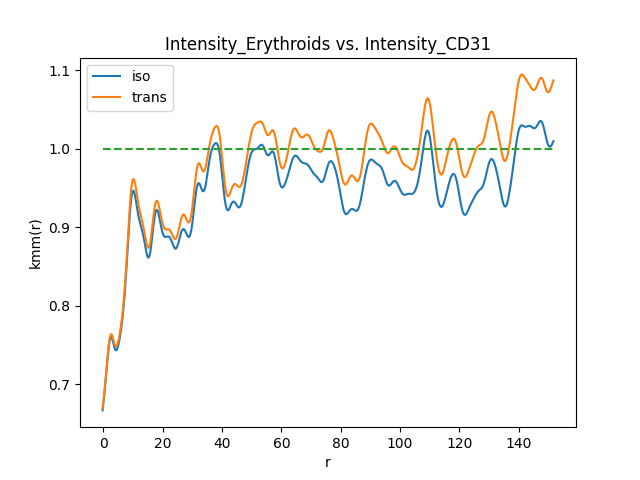 Intensity_Erythroids vs. Intensity_CD31
iso
trans
kmm(r)
1.1
1.0
0.9
0.8
0.7
0 20 40 60 80 100 120 140
r